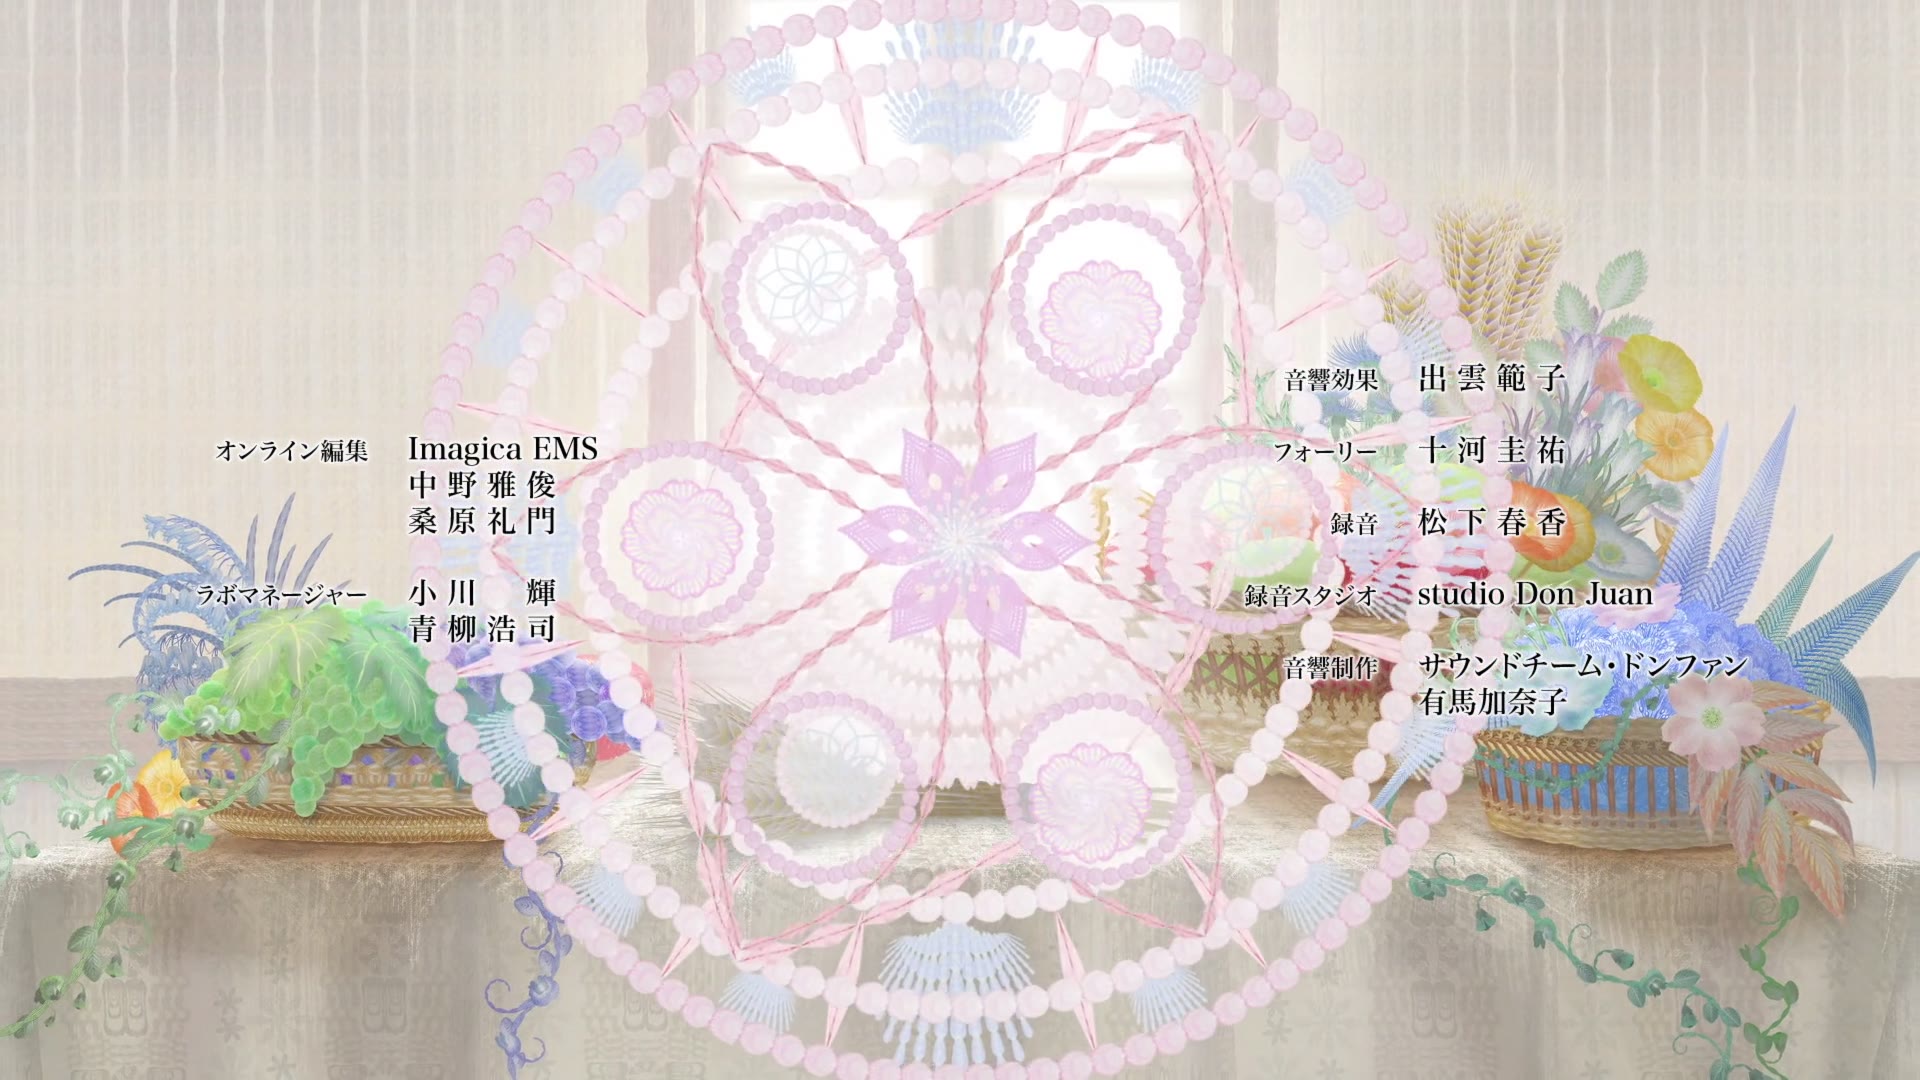 オンライン編集 Imagica EMS
中野雅俊
桑原礼門
ラボマネージャー 小川 輝
青柳浩司
音響効果 出雲範子
フォーリー 十河圭祐
録音 松下春香
録音スタジオ studio Don Juan
音響制作 サウンドチーム・ドンファン
有馬加奈子